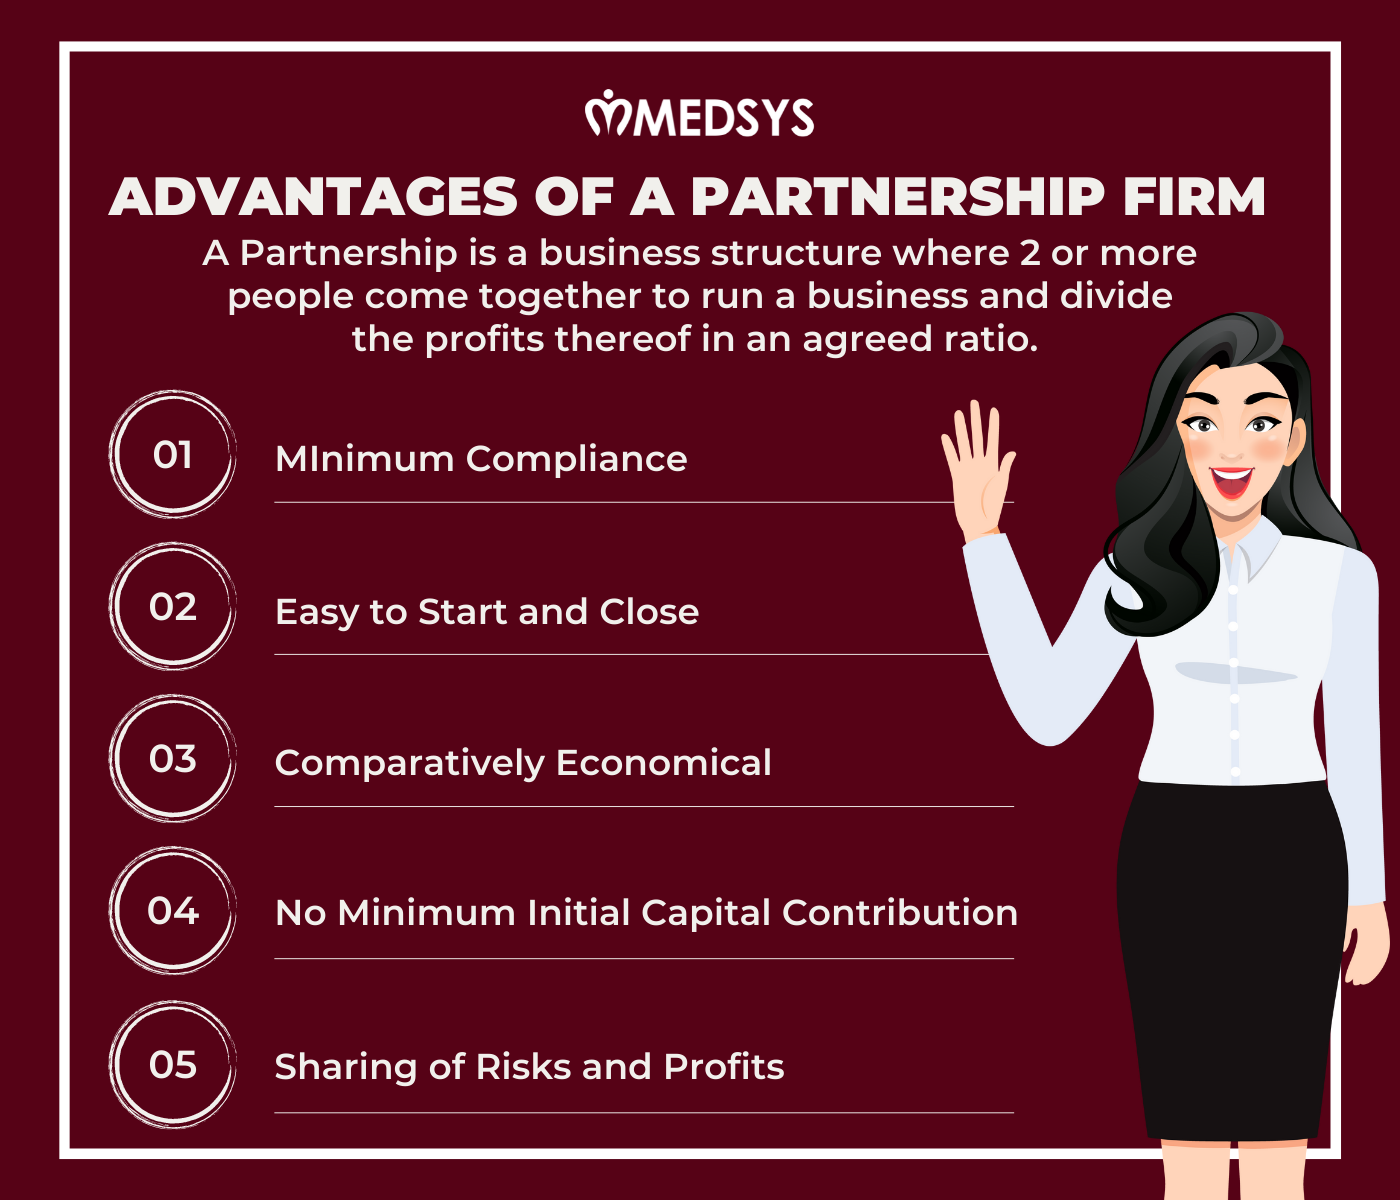 MEDSYS
ADVANTAGES OF A PARTNERSHIP FIRM
A Partnership is a business structure where 2 or more
people come together to run a business and divide
the profits thereof in an agreed ratio.
01 MInimum Compliance
02 Easy to Start and Close
03 Comparatively Economical
04 No Minimum Initial Capital Contribution
05 Sharing of Risks and Profits